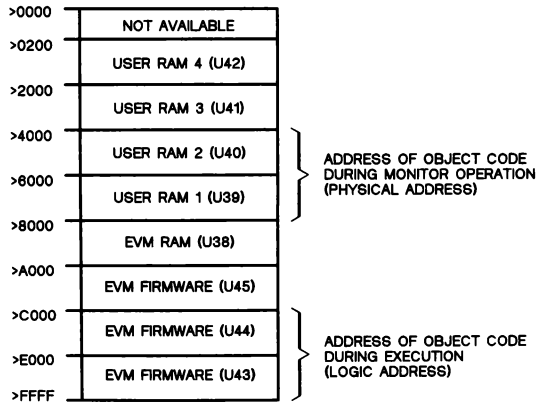 >0000
NOT AVAILABLE
>0200
USER RAM 4 (U42)
>2000
USER RAM 3 (U41)
>4000
USER RAM 2 (U40)
>6000
USER RAM 1 (U39)
>8000
EVM RAM (U38)
>A000
EVM FIRMWARE (U45)
>C000
EVM FIRMWARE (U44)
>E000
EVM FIRMWARE (U43)
>FFFF
ADDRESS OF OBJECT CODE
DURING MONITOR OPERATION
(PHYSICAL ADDRESS)
ADDRESS OF OBJECT CODE
DURING EXECUTION
(LOGIC ADDRESS)